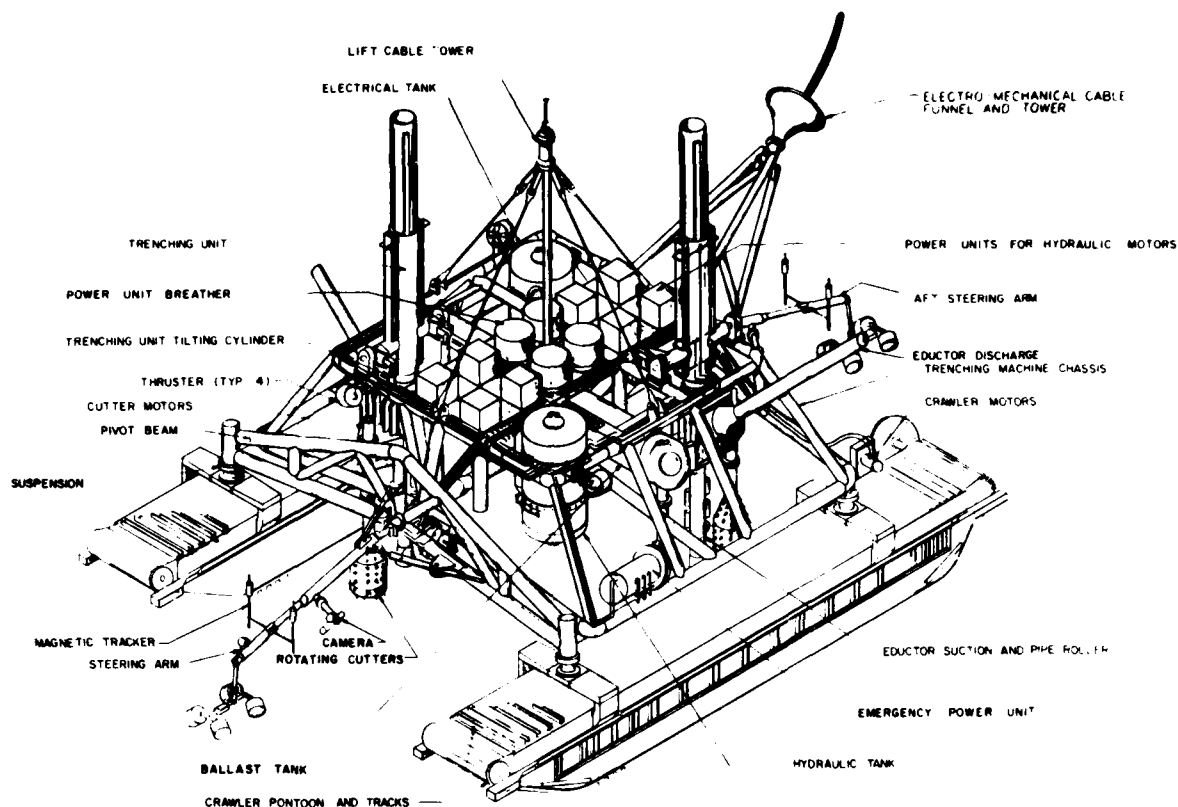 LIFT CABLE TOWER
ELECTRICAL TANK
ELECTRO-MECHANICAL CABLE
FUNNEL AND TOWER
TRENCHING UNIT
POWER UNITS FOR HYDRAULIC MOTORS
POWER UNIT BREATHER
AFT STEERING ARM
TRENCHING UNIT TILTING CYLINDER
EDUCTOR DISCHARGE
TRENCHING MACHINE CHASSIS
THRUSTER (TYP 4)
CRAWLER MOTORS
CUTTER MOTORS
PIVOT BEAM
SUSPENSION
MAGNETIC TRACKER
CAMERA
STEERING ARM
ROTATING CUTTERS
EDUCTOR SUCTION AND PIPE ROLLER
EMERGENCY POWER UNIT
BALLAST TANK
HYDRAULIC TANK
CRAWLER PONTOON AND TRACKS